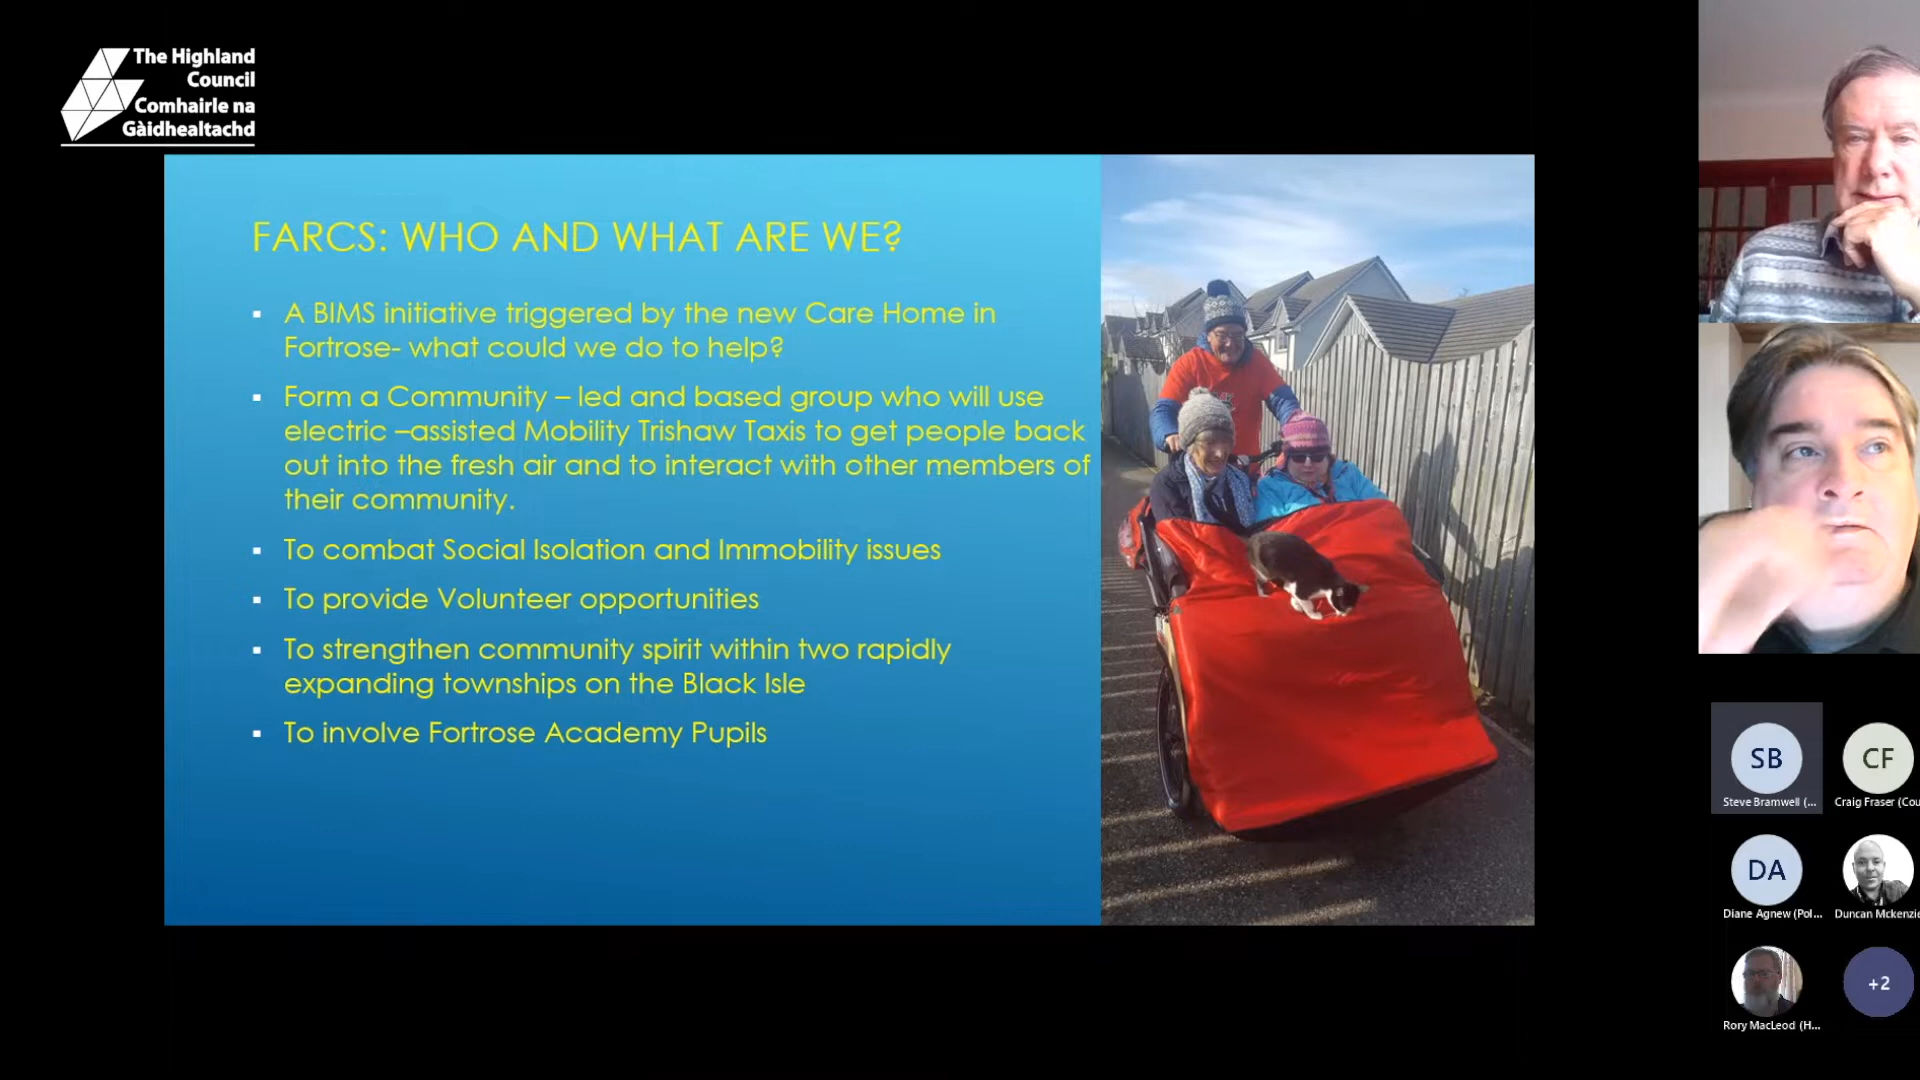 The Highland
Council
Comhairle na
Gàidhealtachd
FARCS: WHO AND WHAT ARE WE?
▪ A BIMS initiative triggered by the new Care Home in
Fortrose- what could we do to help?
▪ Form a Community – led and based group who will use
electric –assisted Mobility Trishaw Taxis to get people back
out into the fresh air and to interact with other members of
their community.
▪ To combat Social Isolation and Immobility issues
▪ To provide Volunteer opportunities
▪ To strengthen community spirit within two rapidly
expanding townships on the Black Isle
▪ To involve Fortrose Academy Pupils
SB
CF
Steve Bramwell (...
Craig Fraser (Cou
DA
Diane Agnew (Pol...
Duncan Mckenzie
+2
Rory MacLeod (H...